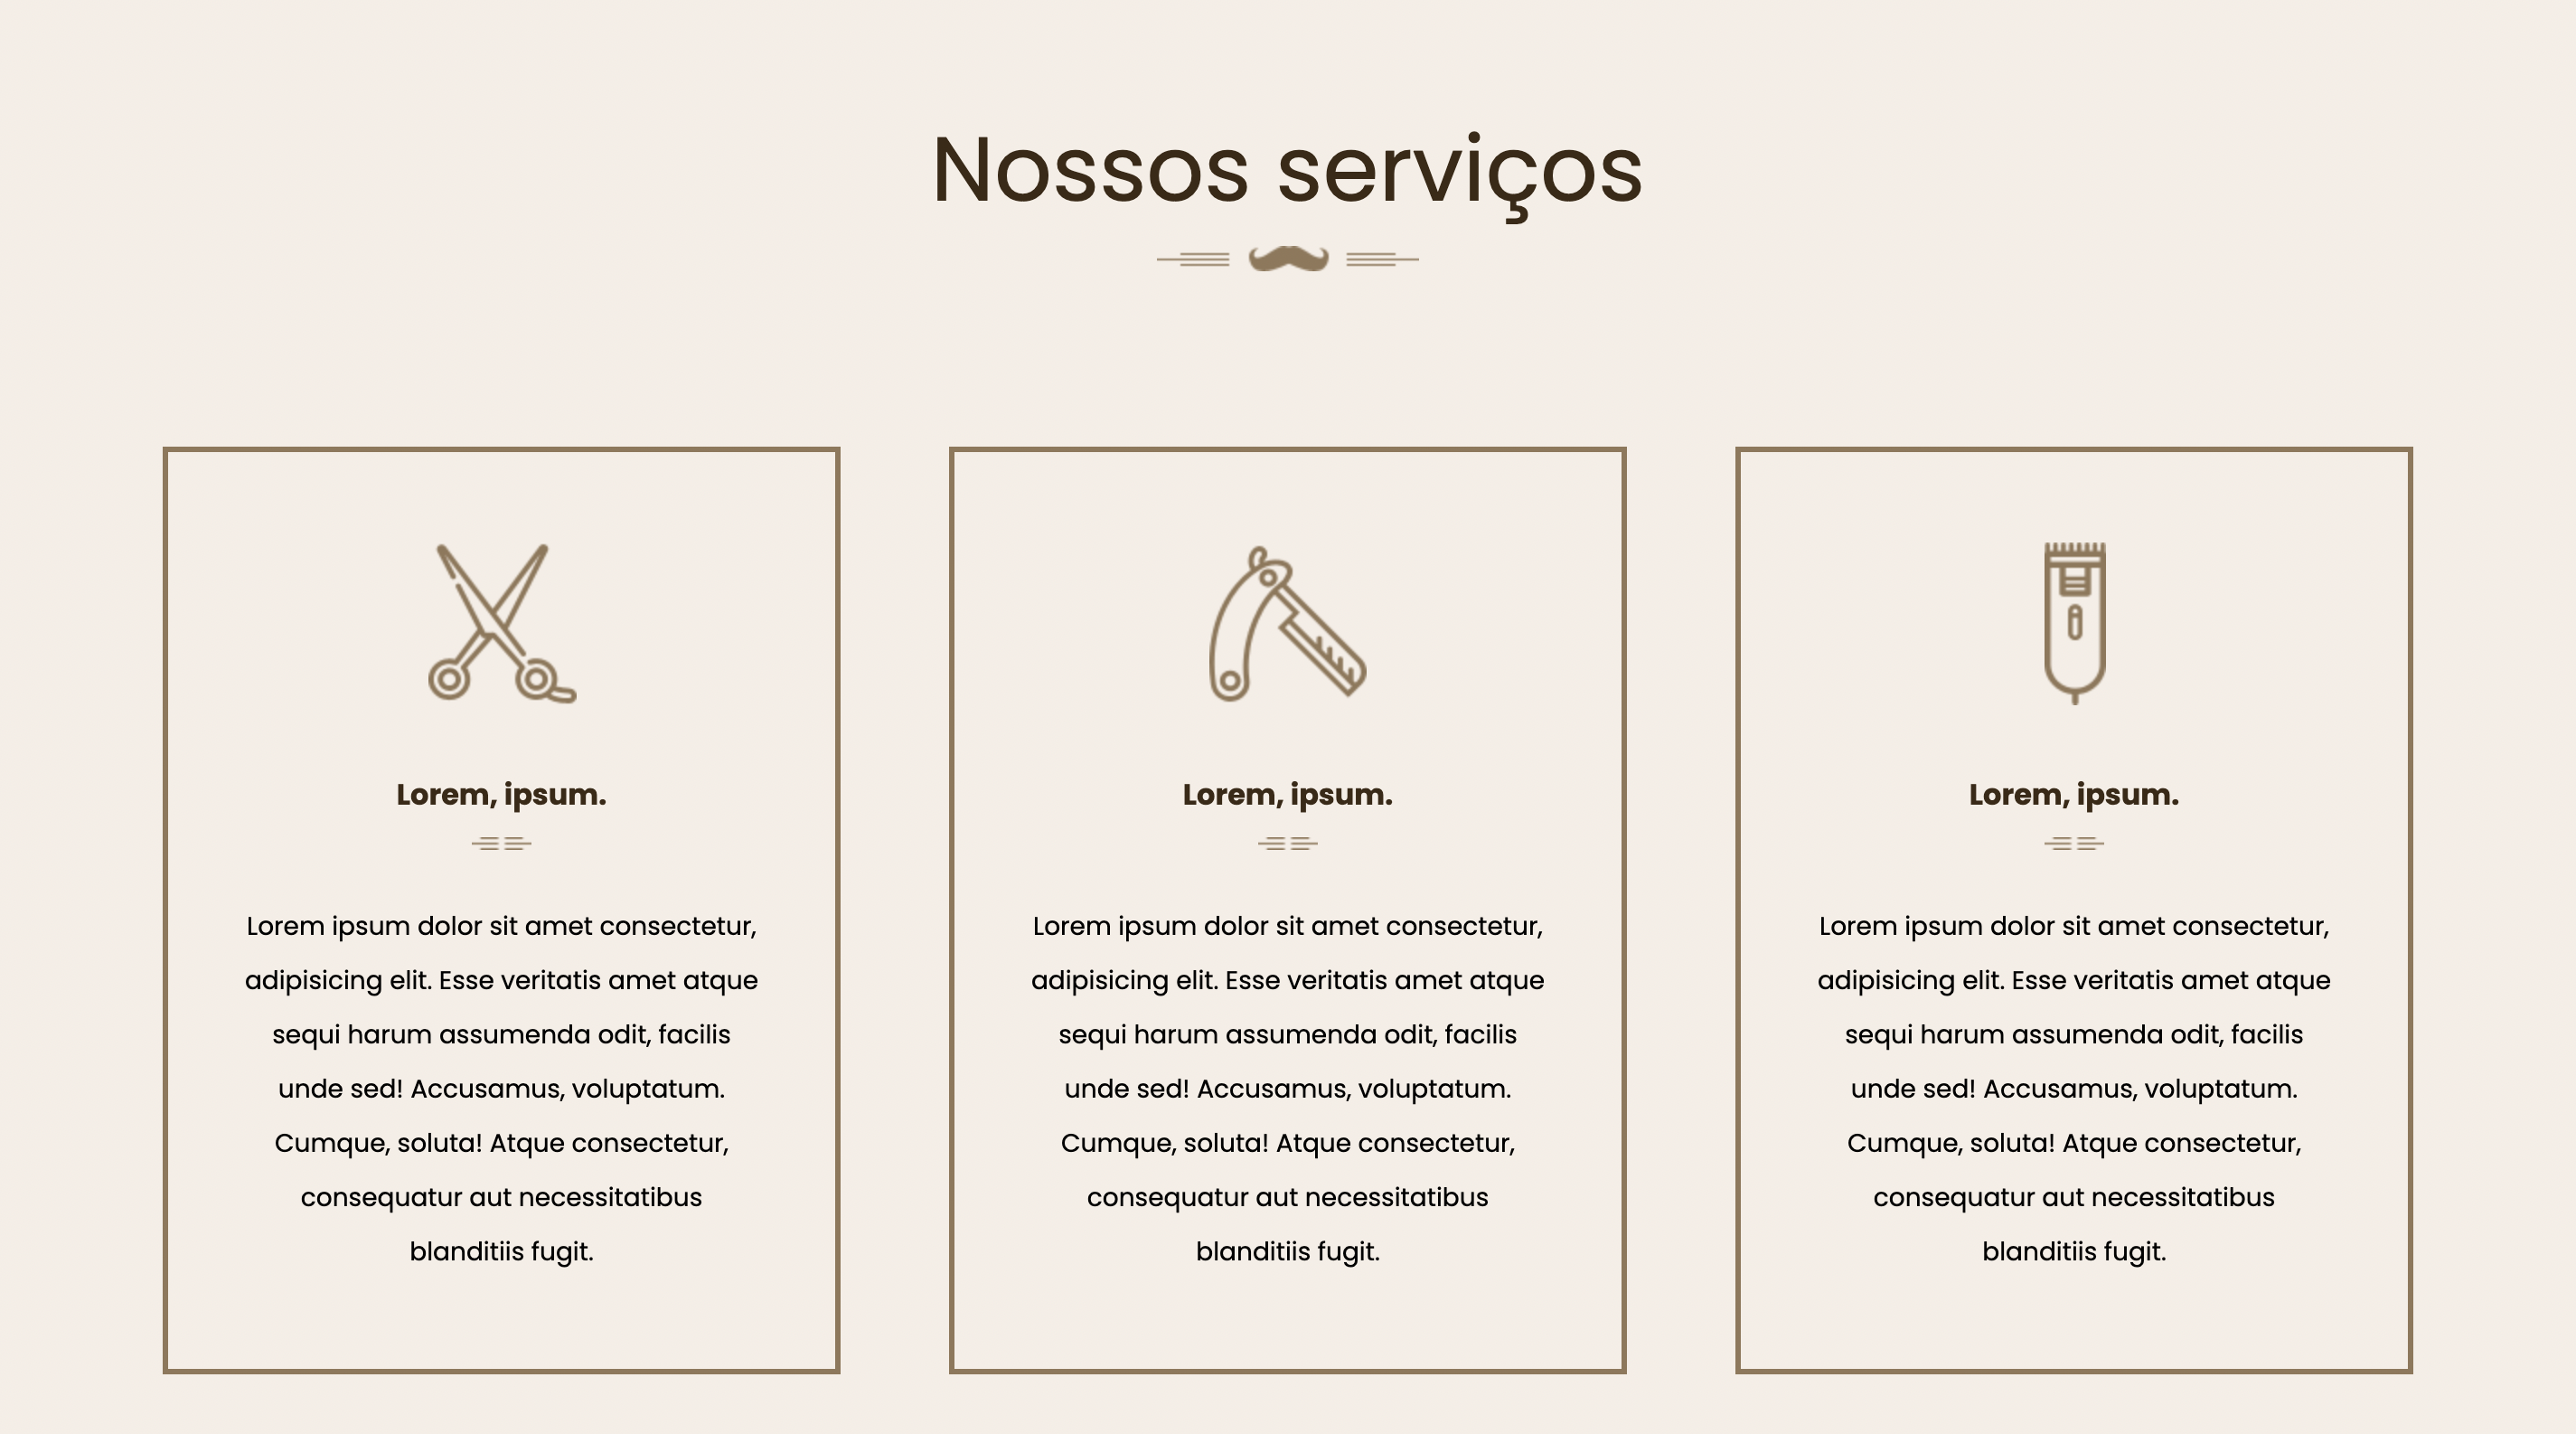 Nossos serviços
Lorem, ipsum.
Lorem ipsum dolor sit amet consectetur,
adipisicing elit. Esse veritatis amet atque
sequi harum assumenda odit, facilis
unde sed! Accusamus, voluptatum.
Cumque, soluta! Atque consectetur,
consequatur aut necessitatibus
blanditiis fugit.
Lorem, ipsum.
Lorem ipsum dolor sit amet consectetur,
adipisicing elit. Esse veritatis amet atque
sequi harum assumenda odit, facilis
unde sed! Accusamus, voluptatum.
Cumque, soluta! Atque consectetur,
consequatur aut necessitatibus
blanditiis fugit.
Lorem, ipsum.
Lorem ipsum dolor sit amet consectetur,
adipisicing elit. Esse veritatis amet atque
sequi harum assumenda odit, facilis
unde sed! Accusamus, voluptatum.
Cumque, soluta! Atque consectetur,
consequatur aut necessitatibus
blanditiis fugit.